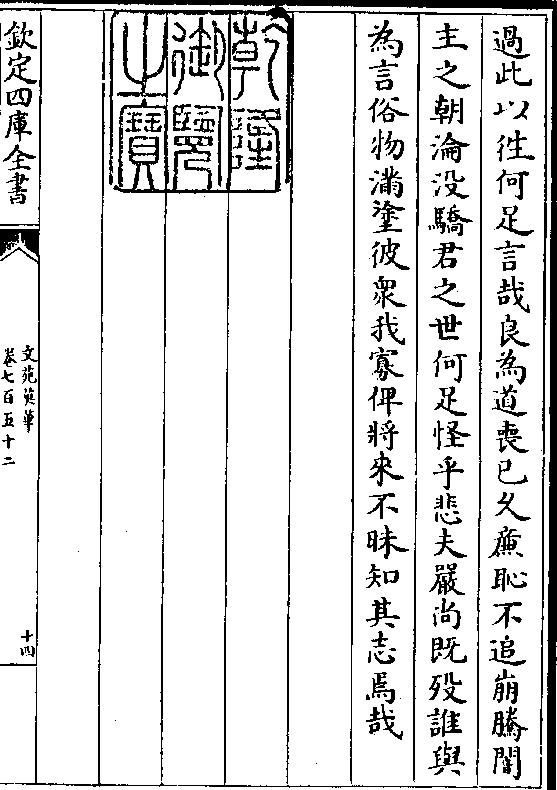 過此以徃何足言哉良為道喪已久㢘恥不追崩騰闇
主之朝淪没驕君之世何足怪乎悲夫嚴尚既殁誰與
為言俗物滿塗彼衆我寡俾將來不昧知其志焉哉
乾隆
御覽
之寶
欽定四庫全書
文苑英華
卷七百五十二
十四